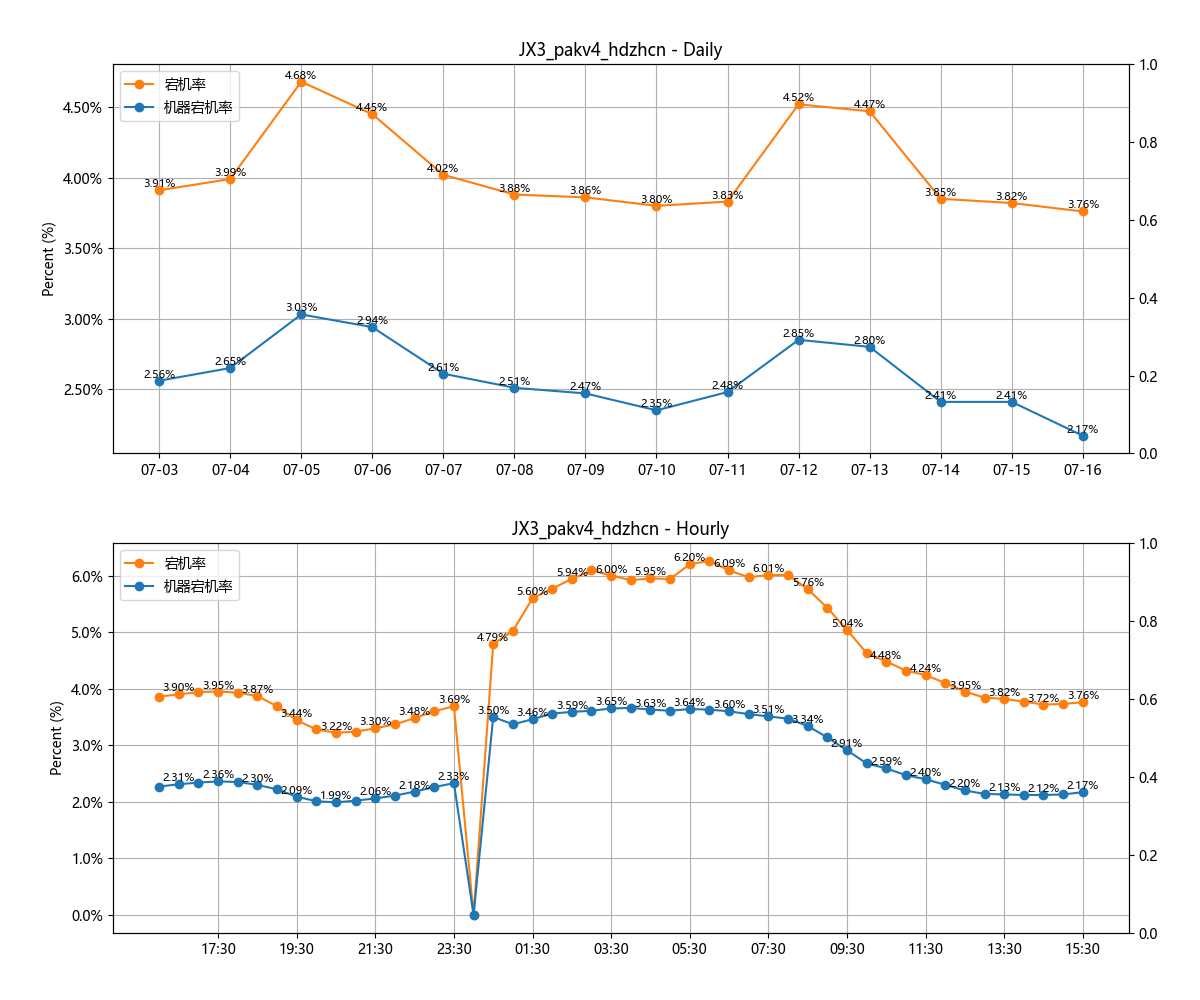 JX3_pakv4_hdzhcn - Daily
宕机率
机器宕机率
Percent (%)
4.50%
4.00%
3.50%
3.00%
2.50%
1.0
0.8
0.6
0.4
0.2
0.0
3.91% 3.99% 4.68% 4.45% 4.02% 3.88% 3.86% 3.80% 3.83% 4.52% 4.47% 3.85% 3.82% 3.76%
2.56% 2.65% 3.03% 2.94% 2.61% 2.51% 2.47% 2.35% 2.48% 2.85% 2.80% 2.41% 2.41% 2.17%
07-03 07-04 07-05 07-06 07-07 07-08 07-09 07-10 07-11 07-12 07-13 07-14 07-15 07-16
JX3_pakv4_hdzhcn - Hourly
宕机率
机器宕机率
Percent (%)
6.0%
5.0%
4.0%
3.0%
2.0%
1.0%
0.0%
1.0
0.8
0.6
0.4
0.2
0.0
3.90% 3.95% 3.87% 3.44% 3.22% 3.30% 3.48% 3.69% 4.79% 5.60% 5.94% 6.00% 5.95% 6.20% 6.09% 6.01% 5.76% 5.04% 4.48% 4.24% 3.95% 3.82% 3.72% 3.76%
2.31% 2.36% 2.30% 2.09% 1.99% 2.06% 2.18% 2.33% 3.50% 3.46% 3.59% 3.65% 3.63% 3.64% 3.60% 3.51% 3.34% 2.91% 2.59% 2.40% 2.20% 2.13% 2.12% 2.17%
17:30 19:30 21:30 23:30 01:30 03:30 05:30 07:30 09:30 11:30 13:30 15:30